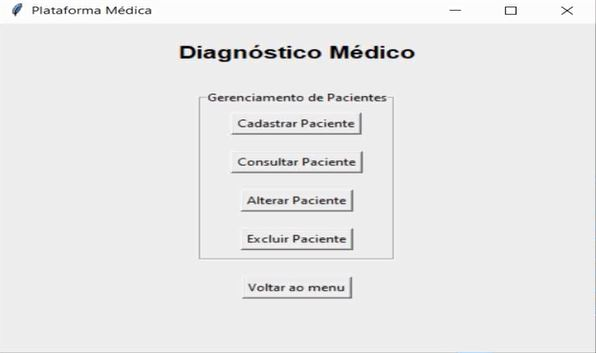 Plataforma Médica
Diagnóstico Médico
Gerenciamento de Pacientes
Cadastrar Paciente
Consultar Paciente
Alterar Paciente
Excluir Paciente
Voltar ao menu